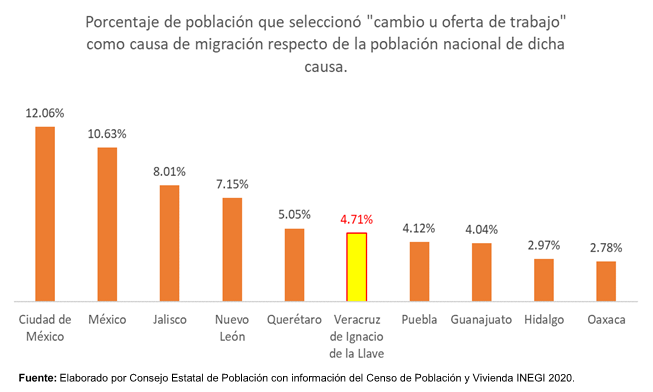 Porcentaje de población que seleccionó "cambio u oferta de trabajo"
como causa de migración respecto de la población nacional de dicha
causa.
12.06%
10.63%
8.01%
7.15%
5.05%
4.71%
4.12%
4.04%
2.97%
2.78%
Ciudad de
México
México
Jalisco
Nuevo
León
Querétaro
Veracruz
de Ignacio
de la Llave
Puebla
Guanajuato
Hidalgo
Oaxaca
Fuente: Elaborado por Consejo Estatal de Población con información del Censo de Población y Vivienda INEGI 2020.